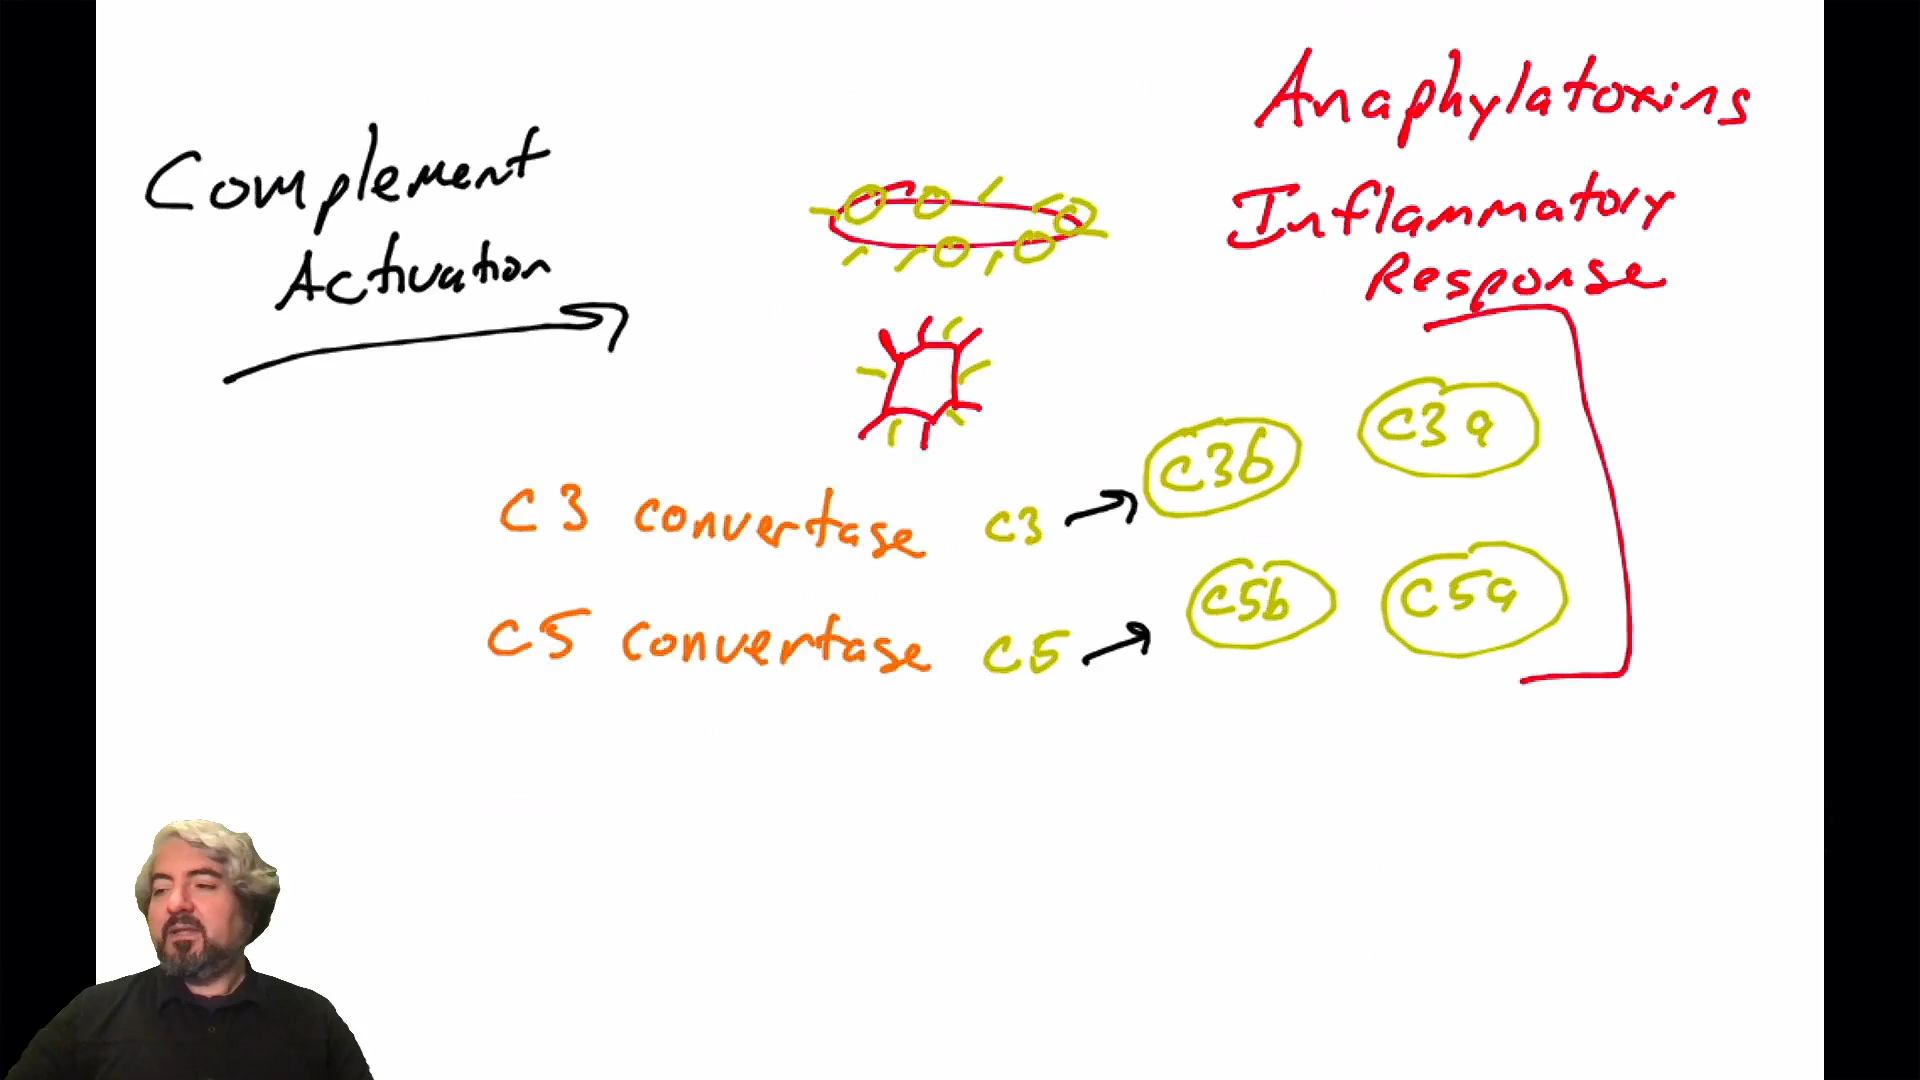 Complement
Activation
Anaphylatoxins
Inflammatory
Response
C3 convertase C3 → C3b C3a
C5 convertase C5 → C5b C5a